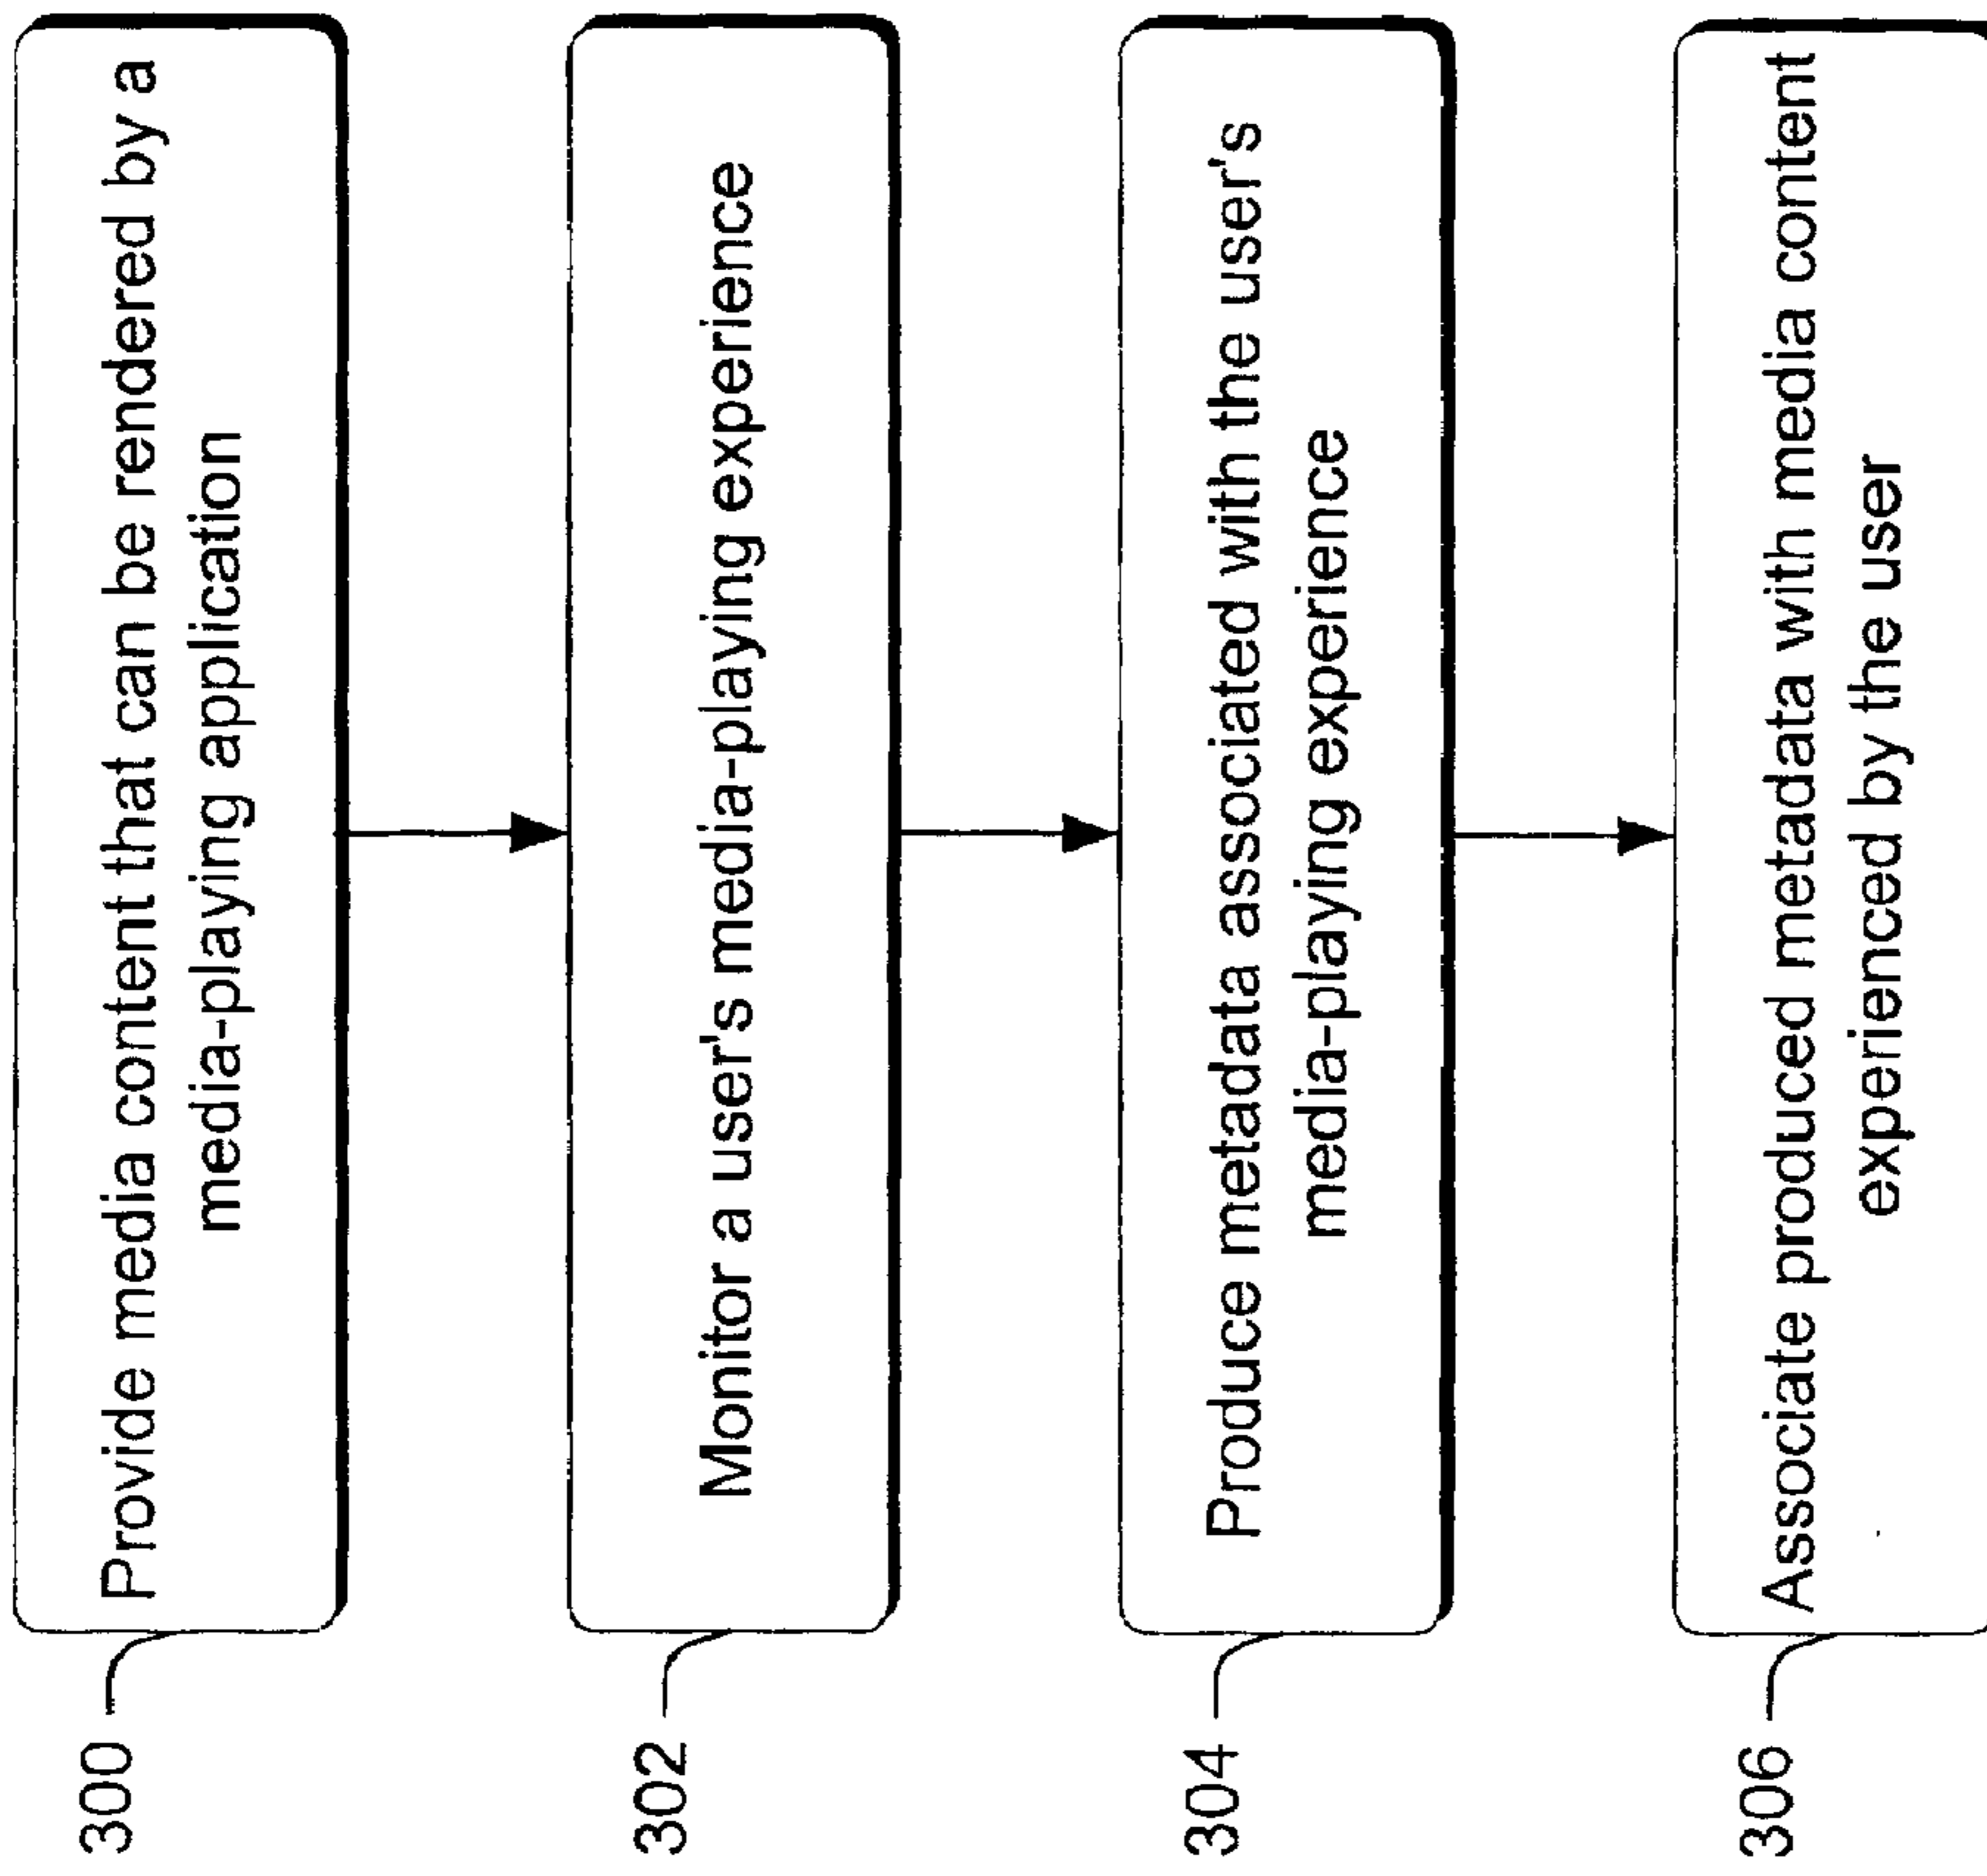 300
Provide media content that can be rendered by a
media-playing application
302
Monitor a user's media-playing experience
304
Produce metadata associated with the user's
media-playing experience
306
Associate produced metadata with media content
experienced by the user